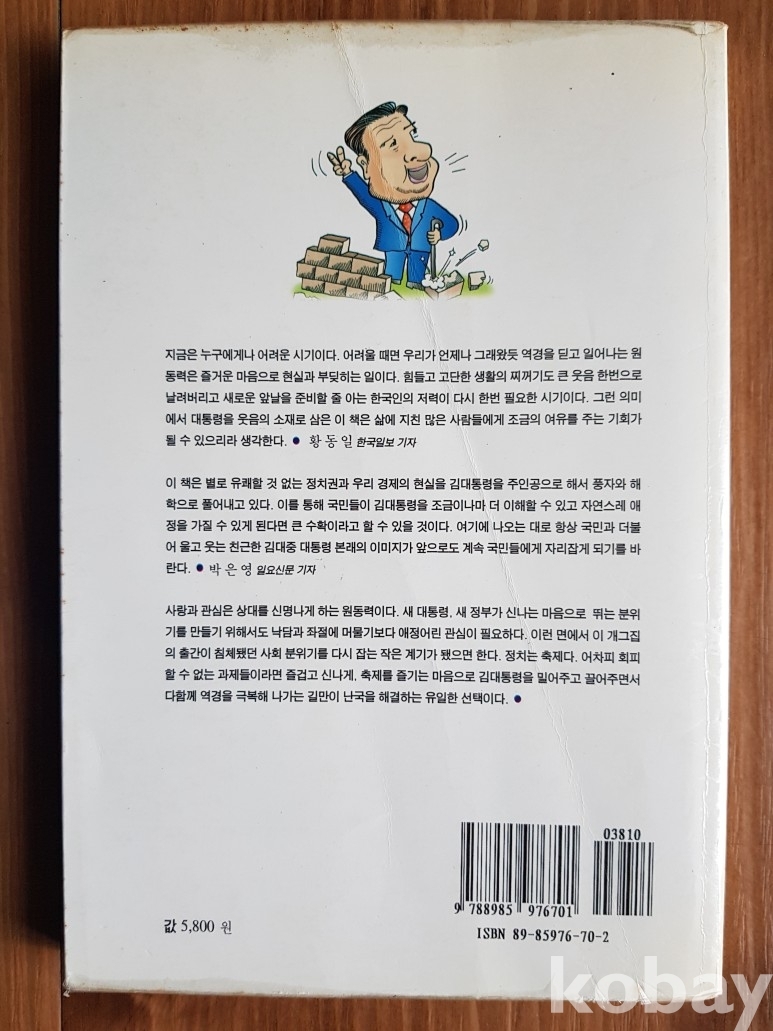 지금은 누구에게나 어려운 시기이다. 어려울 때면 우리가 언제나 그래왔듯 역경을 딛고 일어나는 원
동력은 즐거운 마음으로 현실과 부딪히는 일이다. 힘들고 고단한 생활의 찌꺼기도 큰 웃음 한번으로
날려버리고 새로운 앞날을 준비할 줄 아는 한국인의 저력이 다시 한번 필요한 시기이다. 그런 의미
에서 대통령을 웃음의 소재로 삼은 이 책은 삶에 지친 많은 사람들에게 조금의 여유를 주는 기회가
될 수 있으리라 생각한다. ● 황동일 한국일보 기자
이 책은 별로 유쾌할 것 없는 정치권과 우리 경제의 현실을 김대통령을 주인공으로 해서 풍자와 해
학으로 풀어내고 있다. 이를 통해 국민들이 김대통령을 조금이나마 더 이해할 수 있고 자연스레 애
정을 가질 수 있게 된다면 큰 수확이라고 할 수 있을 것이다. 여기에 나오는 대로 항상 국민과 더불
어 울고 웃는 친근한 김대중 대통령 본래의 이미지가 앞으로도 계속 국민들에게 자리잡게 되기를 바
란다. ● 박은영 일요신문 기자
사랑과 관심은 상대를 신명나게 하는 원동력이다. 새 대통령, 새 정부가 신나는 마음으로 뛰는 분위
기를 만들기 위해서도 낙담과 좌절에 머물기보다 애정어린 관심이 필요하다. 이런 면에서 이 개그집
의 출간이 침체됐던 사회 분위기를 다시 잡는 작은 계기가 됐으면 한다. 정치는 축제다. 어차피 회피
할 수 없는 과제들이라면 즐겁고 신나게, 축제를 즐기는 마음으로 김대통령을 밀어주고 끌어주면서
다함께 역경을 극복해 나가는 길만이 난국을 해결하는 유일한 선택이다. ●
03810
9 788985 976701
값 5,800 원
ISBN 89-85976-70-2
kobay